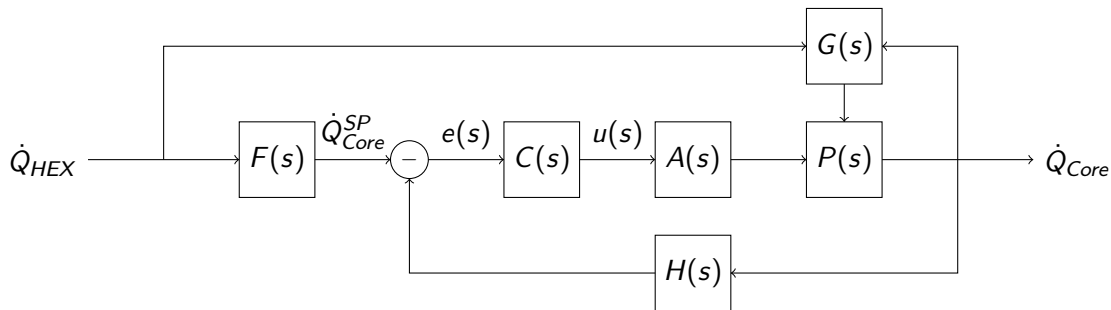 G(s)
Q̇_HEX
F(s)
Q̇^SP_Core
−
e(s)
C(s)
u(s)
A(s)
P(s)
Q̇_Core
H(s)